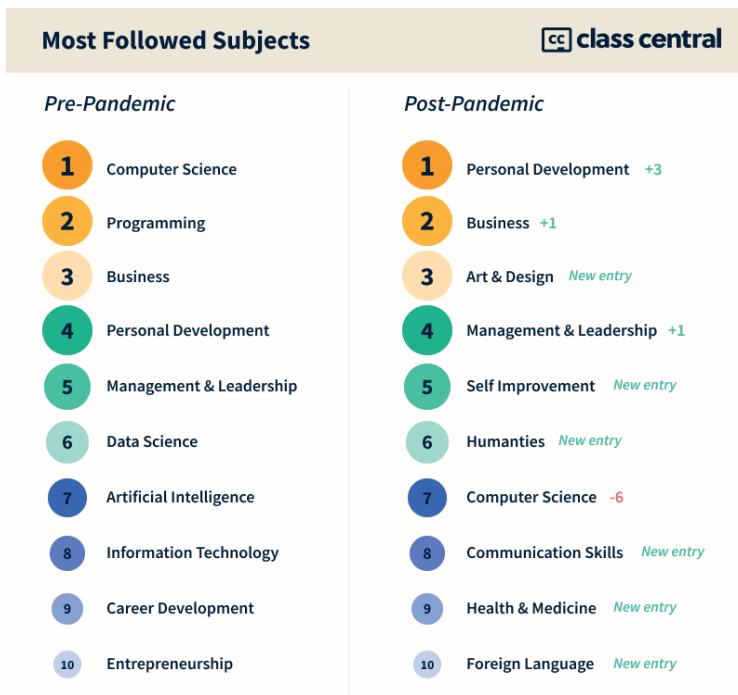 Most Followed Subjects
cc class central
Pre-Pandemic
1 Computer Science
2 Programming
3 Business
4 Personal Development
5 Management & Leadership
6 Data Science
7 Artificial Intelligence
8 Information Technology
9 Career Development
10 Entrepreneurship
Post-Pandemic
1 Personal Development +3
2 Business +1
3 Art & Design New entry
4 Management & Leadership +1
5 Self Improvement New entry
6 Humanties New entry
7 Computer Science -6
8 Communication Skills New entry
9 Health & Medicine New entry
10 Foreign Language New entry